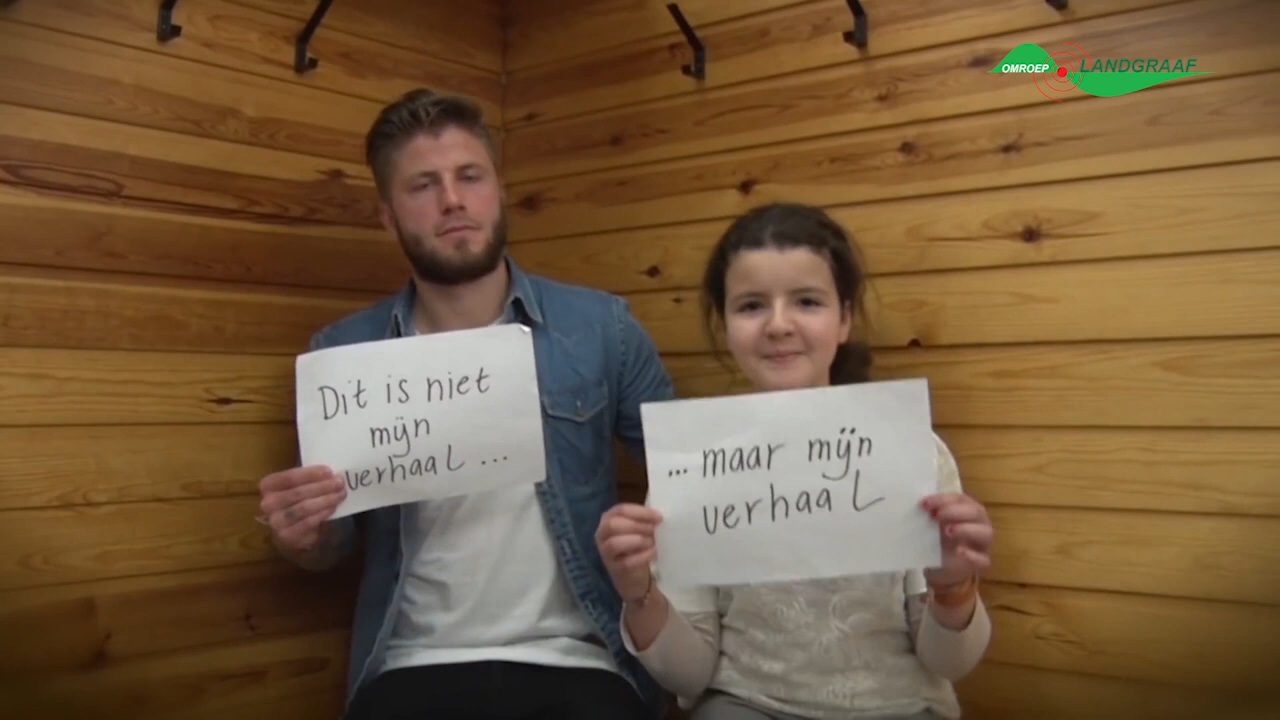 OMROEP LANDGRAAF
Dit is niet
mijn
verhaal ...
... maar mijn
verhaal